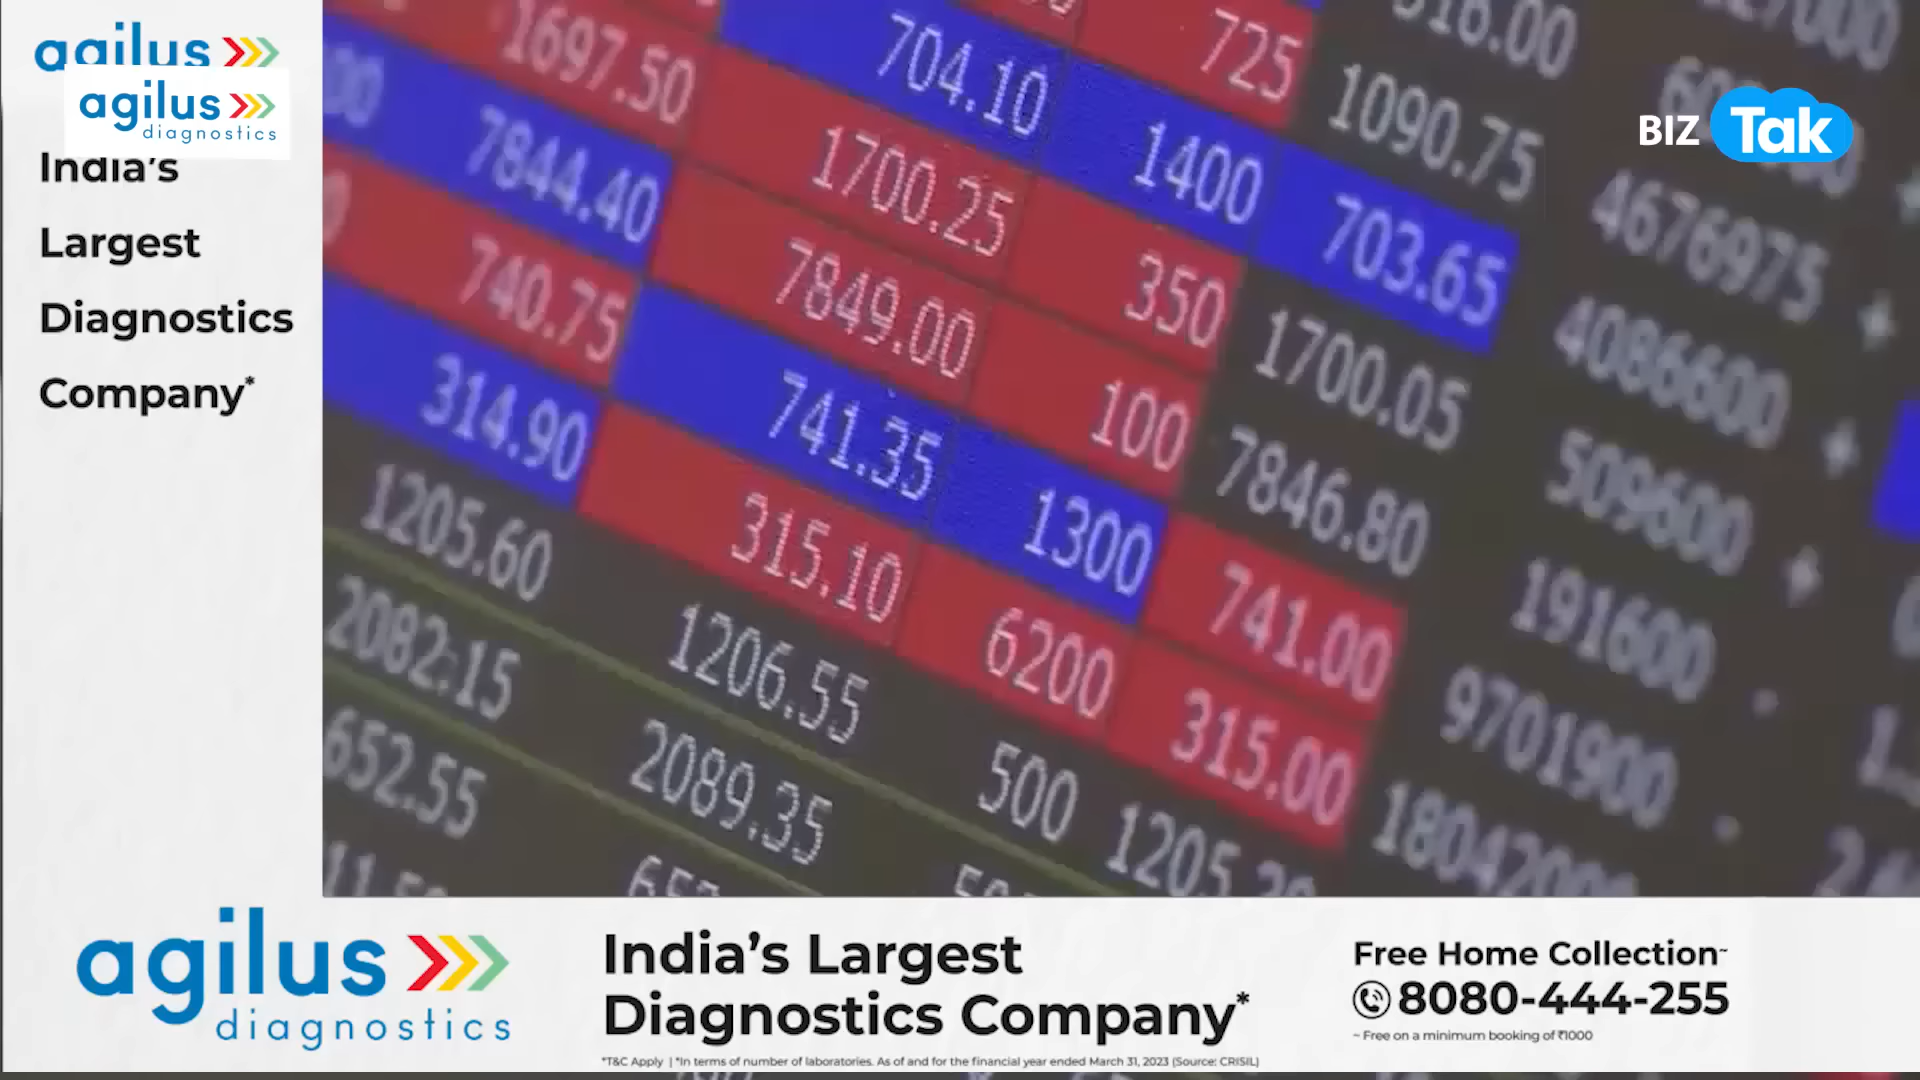 agilus
agilus
diagnostics
India's
Largest
Diagnostics
Company*
BIZ Tak
725
1697.50 704.10 1090.75
7844.40 1700.25 1400 703.65 4676975 +
740.75 7849.00 350 1700.05 4086600 +
314.90 741.35 100 7846.80 509600 +
1205.60 315.10 1300 741.00 191600 -
2082.15 1206.55 6200 315.00 9701900 -
652.55 2089.35 500
agilus
diagnostics
India's Largest
Diagnostics Company*
*T&C Apply | *In terms of number of laboratories. As of and for the financial year ended March 31, 2023 (Source: CRISIL)
Free Home Collection~
8080-444-255
~ Free on a minimum booking of ₹1000